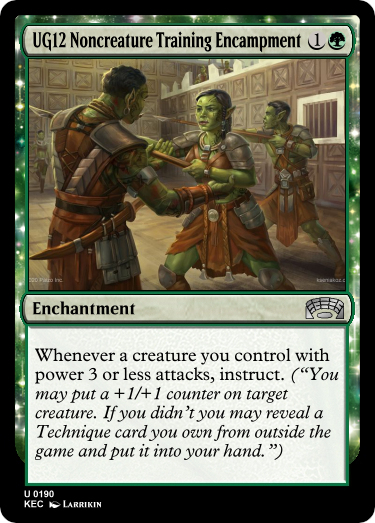 UG12 Noncreature Training Encampment 1
Enchantment
Whenever a creature you control with
power 3 or less attacks, instruct. (“You
may put a +1/+1 counter on target
creature. If you didn’t you may reveal a
Technique card you own from outside the
game and put it into your hand.”)
U 0190
KEC Larrikin